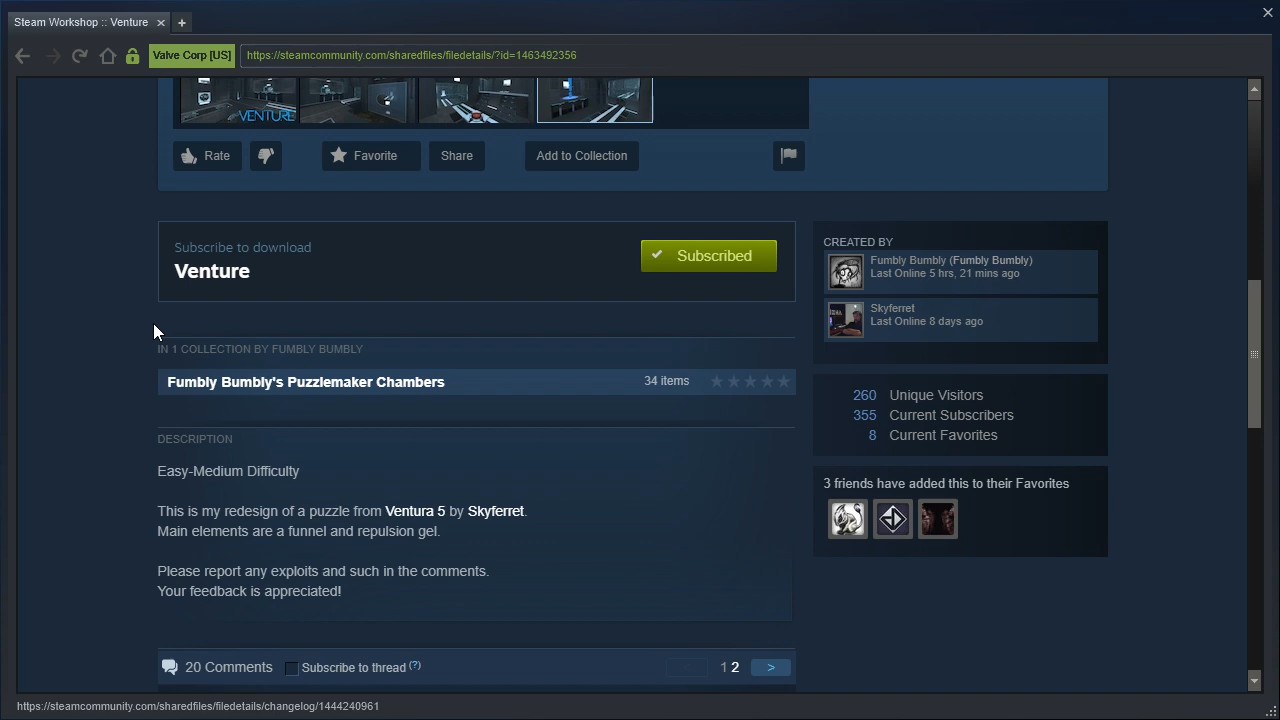 Steam Workshop :: Venture
Valve Corp [US]
https://steamcommunity.com/sharedfiles/filedetails/?id=1463492356
VENTURE
Rate
Favorite
Share
Add to Collection
Subscribe to download
Venture
Subscribed
IN 1 COLLECTION BY FUMBLY BUMBLY
Fumbly Bumbly's Puzzlemaker Chambers
34 items
DESCRIPTION
Easy-Medium Difficulty
This is my redesign of a puzzle from Ventura 5 by Skyferret.
Main elements are a funnel and repulsion gel.
Please report any exploits and such in the comments.
Your feedback is appreciated!
20 Comments
Subscribe to thread (?)
1 2 >
CREATED BY
Fumbly Bumbly (Fumbly Bumbly)
Last Online 5 hrs, 21 mins ago
Skyferret
Last Online 8 days ago
260 Unique Visitors
355 Current Subscribers
8 Current Favorites
3 friends have added this to their Favorites
https://steamcommunity.com/sharedfiles/filedetails/changelog/1444240961